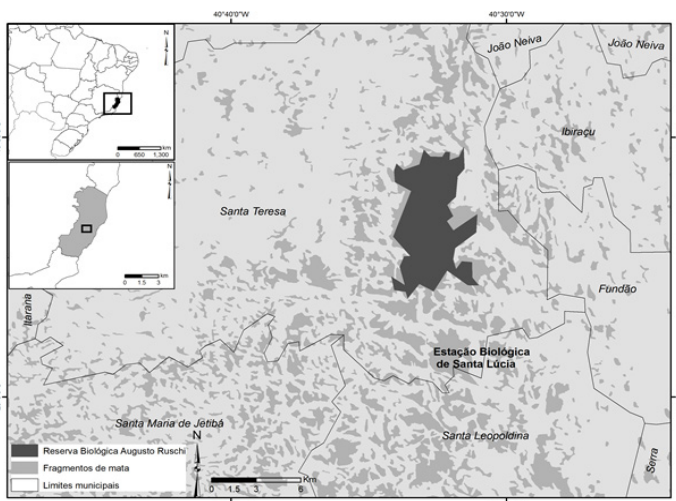 40°40'0"W
40°30'0"W
N
0 650 1,300
km
N
0 1.5 3
km
João Neiva
João Neiva
Ibiraçu
Santa Teresa
Fundão
Itarana
Estação Biológica
de Santa Lúcia
Santa Maria de Jetibá
Santa Leopoldina
Serra
Reserva Biológica Augusto Ruschi
Fragmentos de mata
Limites municipais
N
Km
0 1.5 3 6